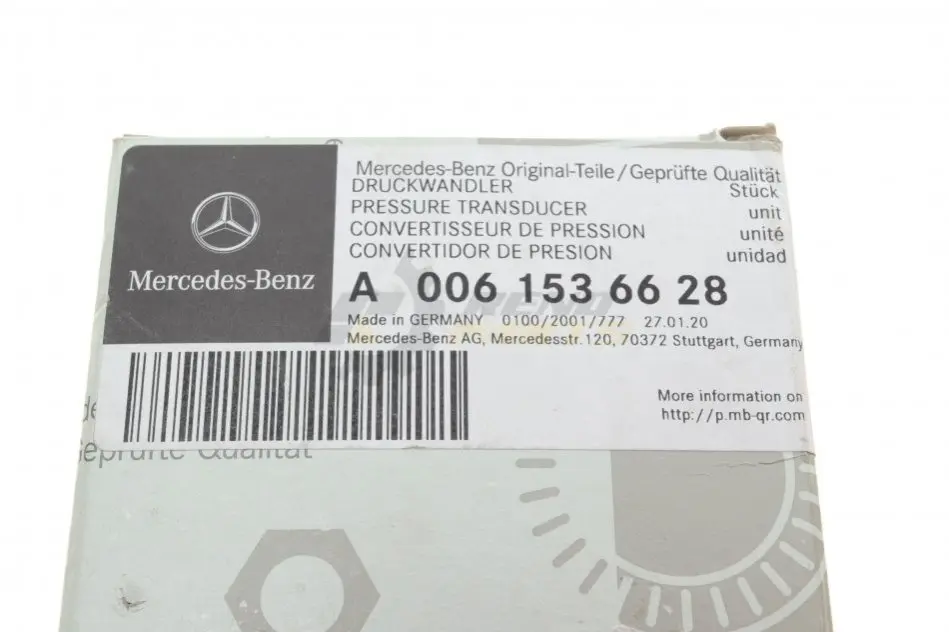 Mercedes-Benz
Mercedes-Benz Original-Teile/Geprüfte Qualität
DRUCKWANDLER Stück
PRESSURE TRANSDUCER unit
CONVERTISSEUR DE PRESSION unité
CONVERTIDOR DE PRESION unidad
A 006 153 66 28
Made in GERMANY 0100/2001/777 27.01.20
Mercedes-Benz AG, Mercedesstr.120, 70372 Stuttgart, Germany
More information on
http://p.mb-qr.com
Geprüfte Qualität